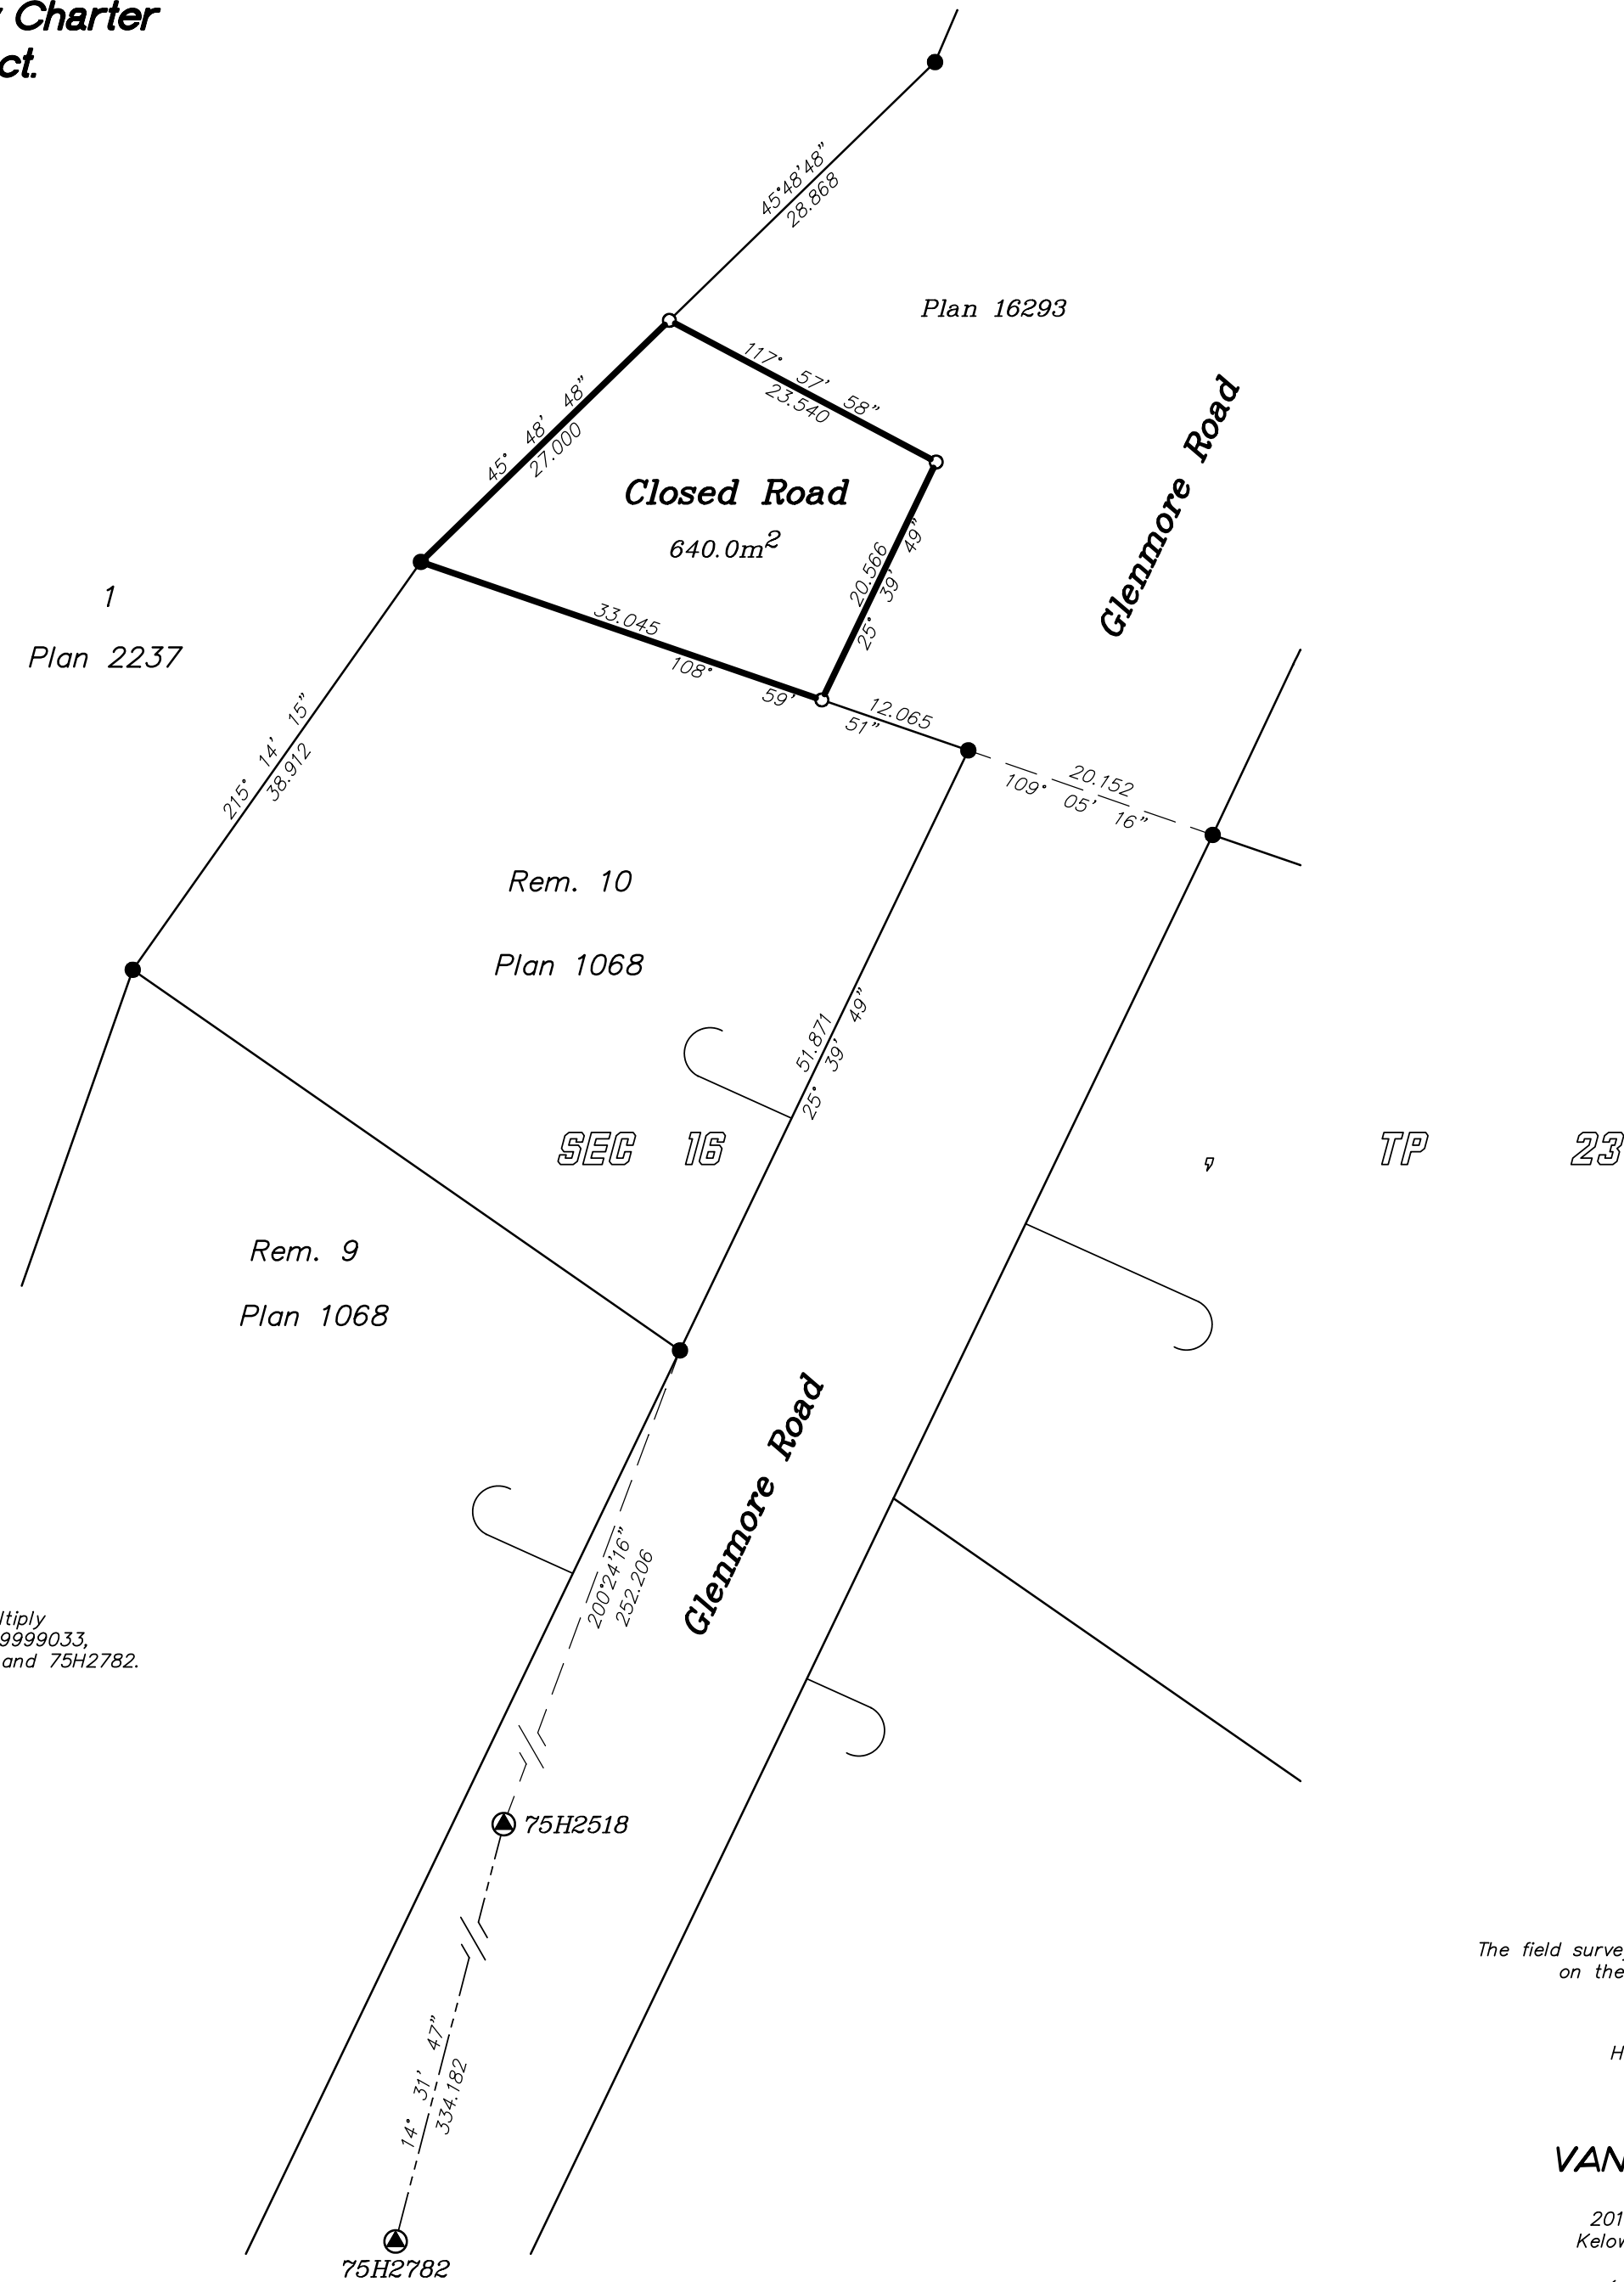 Charter
ct.
45°48'48"
28.868
Plan 16293
117° 57' 58"
23.540
45° 48' 48"
27.000
Closed Road
640.0m2
20.566
25° 39' 49"
Glenmore Road
1
Plan 2237
33.045
108° 59' 51"
12.065
20.152
109° 05' 16"
215° 14' 15"
38.912
Rem. 10
Plan 1068
51.871
25° 39' 49"
SEC 16 , TP 23
Rem. 9
Plan 1068
Glenmore Road
200°24'16"
252.206
ltiply
9999033,
and 75H2782.
75H2518
The field surve
on the
14° 31' 47"
334.182
H
VAN
201
Kelow
75H2782